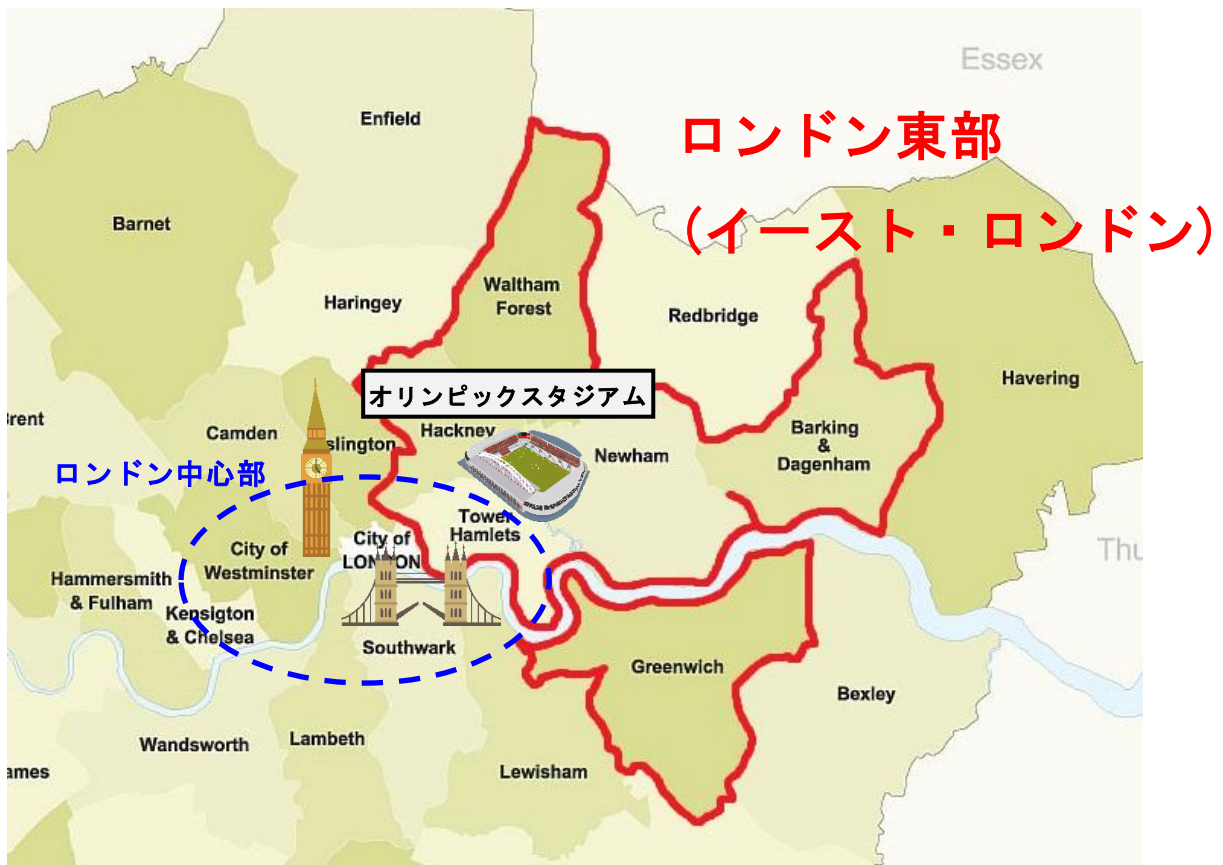 Essex
ロンドン東部
（イースト・ロンドン）
Enfield
Barnet
Waltham
Forest
Haringey
Redbridge
Havering
オリンピックスタジアム
Brent
Camden
slington
Hackney
Newham
Barking
&
Dagenham
ロンドン中心部
Tower
Hamlets
City of
LONDON
City of
Westminster
Thu
Hammersmith
& Fulham
Kensigton
& Chelsea
Southwark
Greenwich
Bexley
Wandsworth
Lambeth
Lewisham
ames